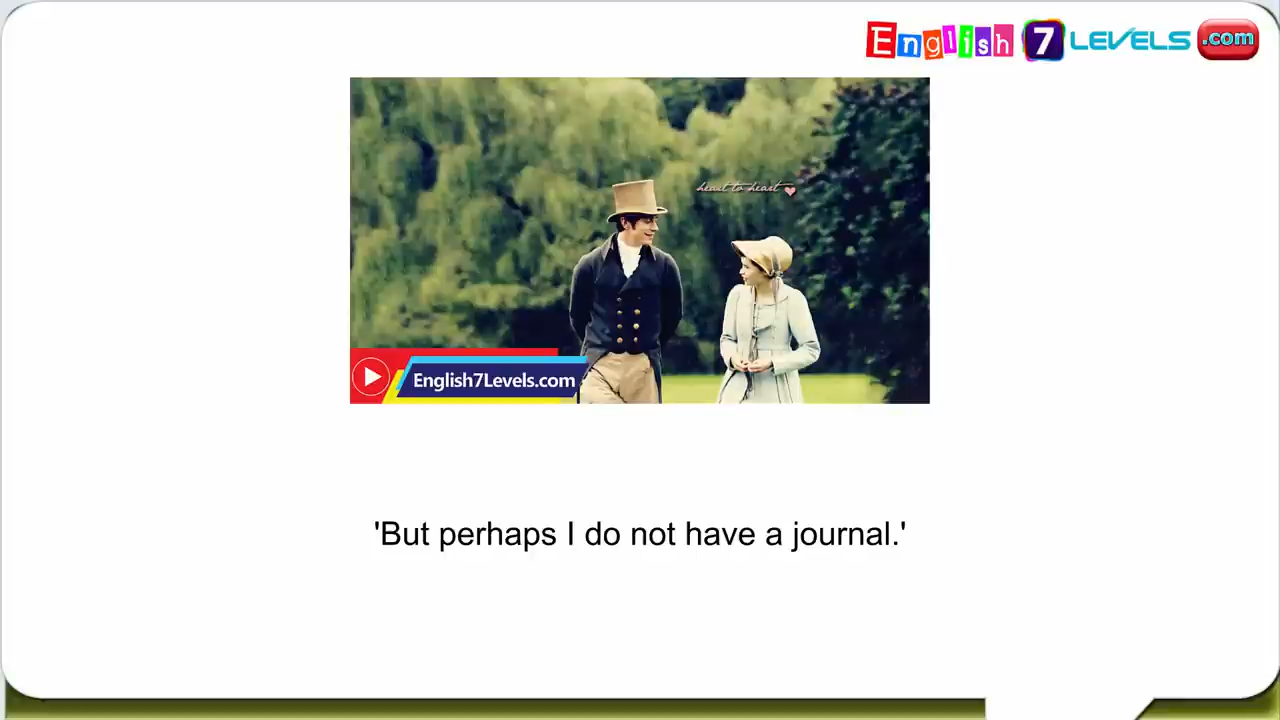 English 7 LEVELS .com
heart to heart
English7Levels.com
'But perhaps I do not have a journal.'